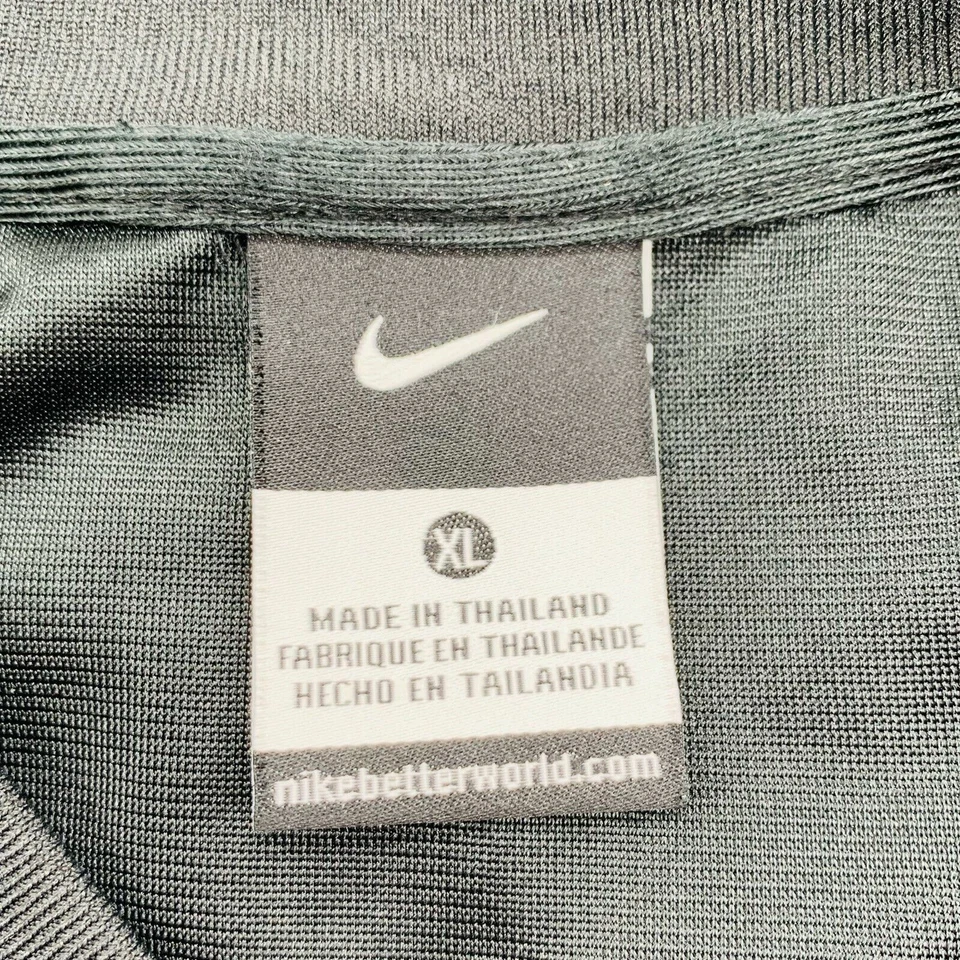 XL
MADE IN THAILAND
FABRIQUE EN THAILANDE
HECHO EN TAILANDIA
nikebetterworld.com